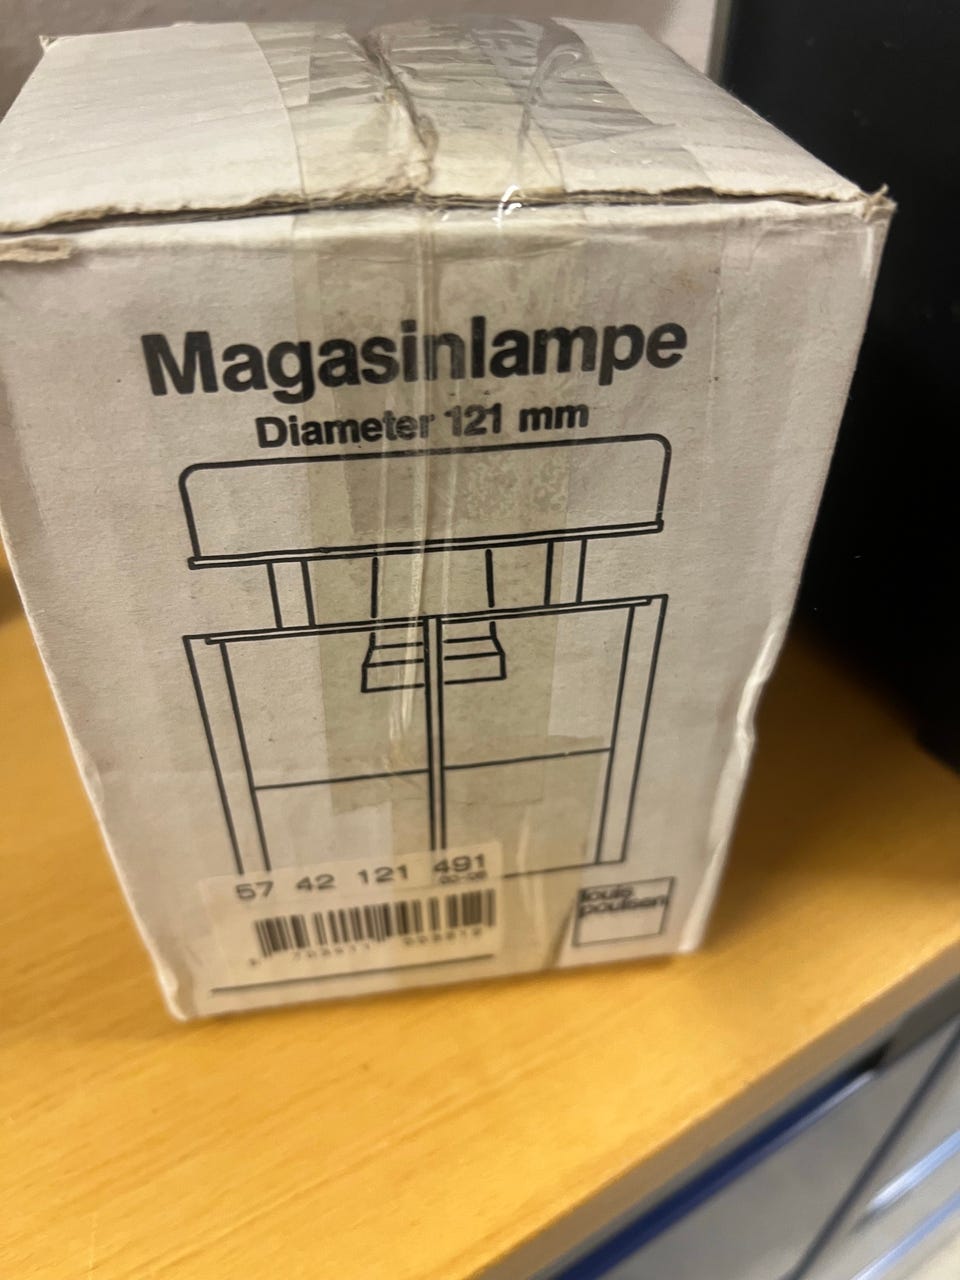 Magasinlampe
Diameter 121 mm
57 42 121 491
louis
poulsen